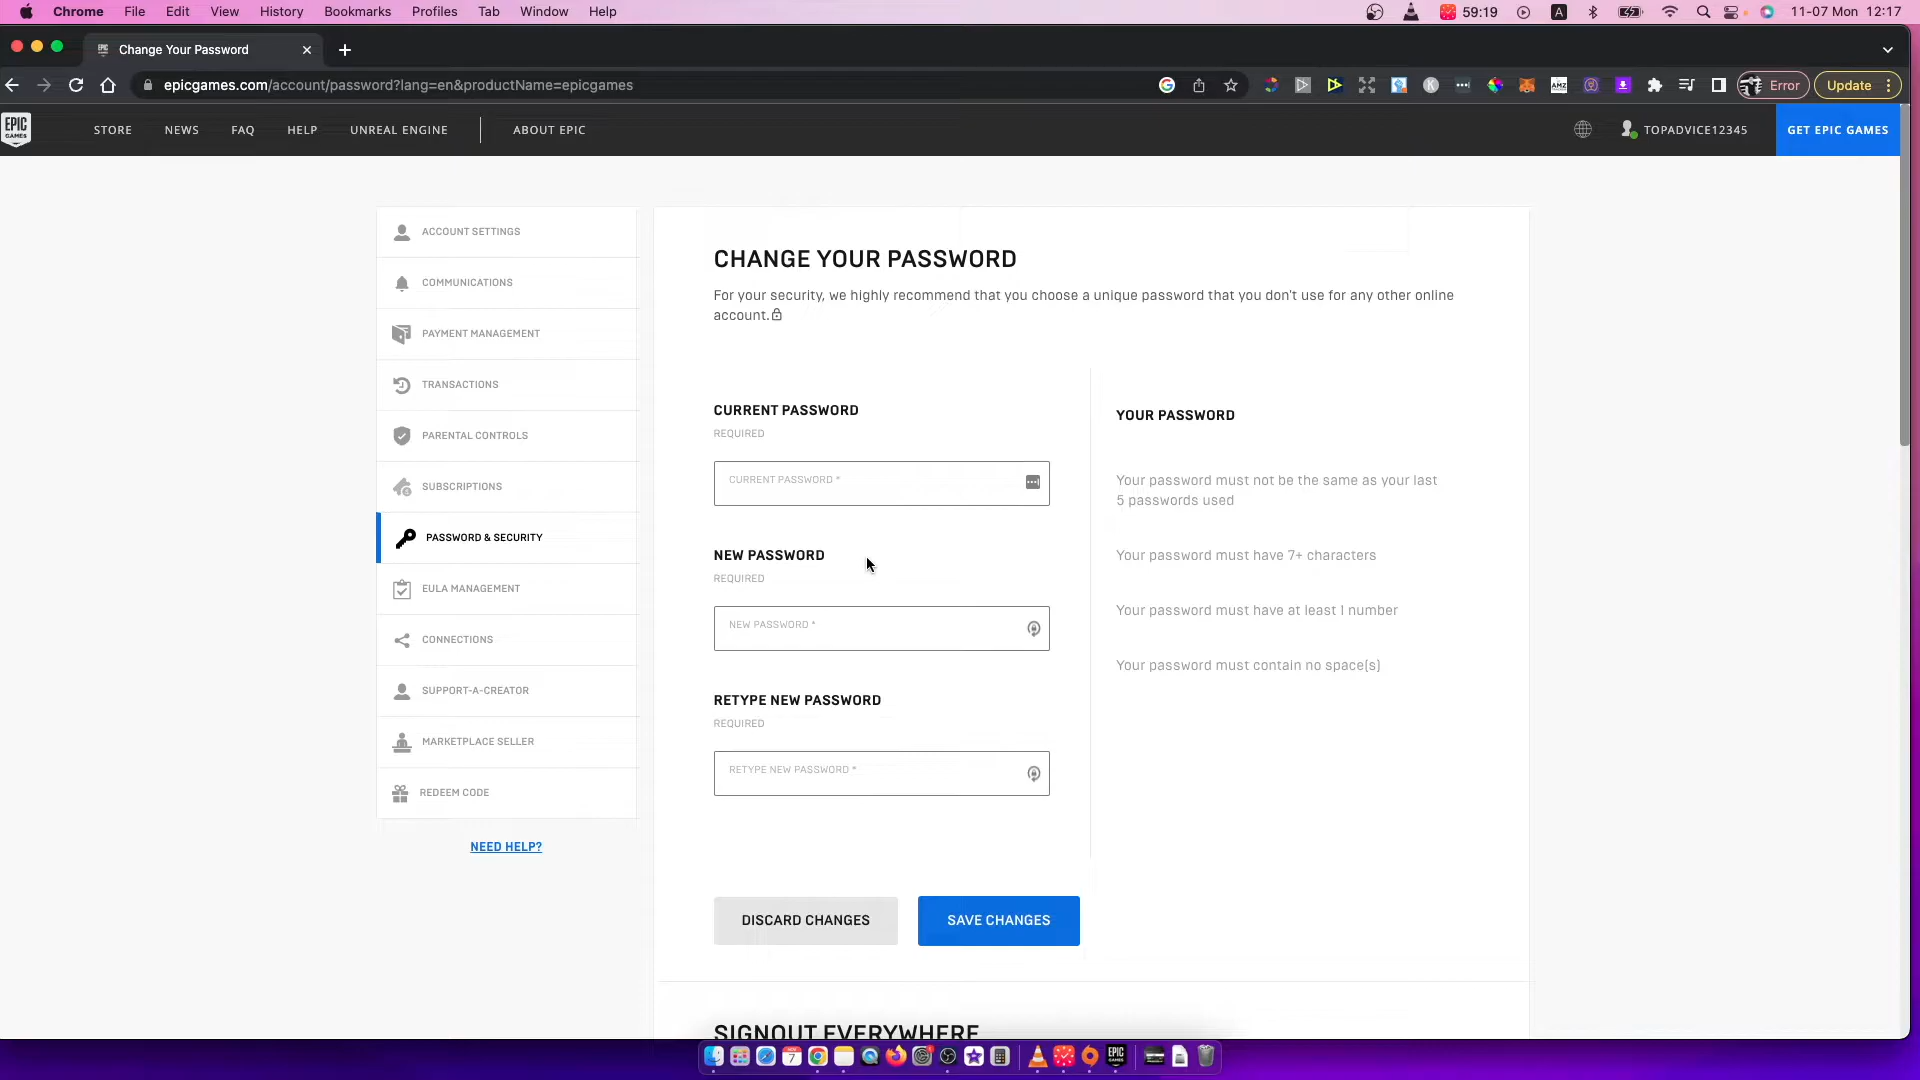 Chrome File Edit View History Bookmarks Profiles Tab Window Help 59:19 A 11-07 Mon 12:17
Change Your Password
epicgames.com/account/password?lang=en&productName=epicgames Error Update
EPIC GAMES STORE NEWS FAQ HELP UNREAL ENGINE ABOUT EPIC TOPADVICE12345 GET EPIC GAMES
ACCOUNT SETTINGS
COMMUNICATIONS
PAYMENT MANAGEMENT
TRANSACTIONS
PARENTAL CONTROLS
SUBSCRIPTIONS
PASSWORD & SECURITY
EULA MANAGEMENT
CONNECTIONS
SUPPORT-A-CREATOR
MARKETPLACE SELLER
REDEEM CODE
NEED HELP?
CHANGE YOUR PASSWORD
For your security, we highly recommend that you choose a unique password that you don't use for any other online
account.
CURRENT PASSWORD
REQUIRED
CURRENT PASSWORD *
NEW PASSWORD
REQUIRED
NEW PASSWORD *
RETYPE NEW PASSWORD
REQUIRED
RETYPE NEW PASSWORD *
YOUR PASSWORD
Your password must not be the same as your last
5 passwords used
Your password must have 7+ characters
Your password must have at least 1 number
Your password must contain no space(s)
DISCARD CHANGES SAVE CHANGES
SIGNOUT EVERYWHERE